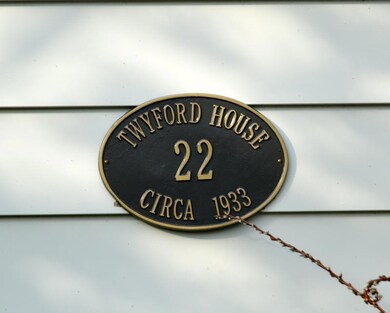 TWYFORD HOUSE
22
CIRCA 1933